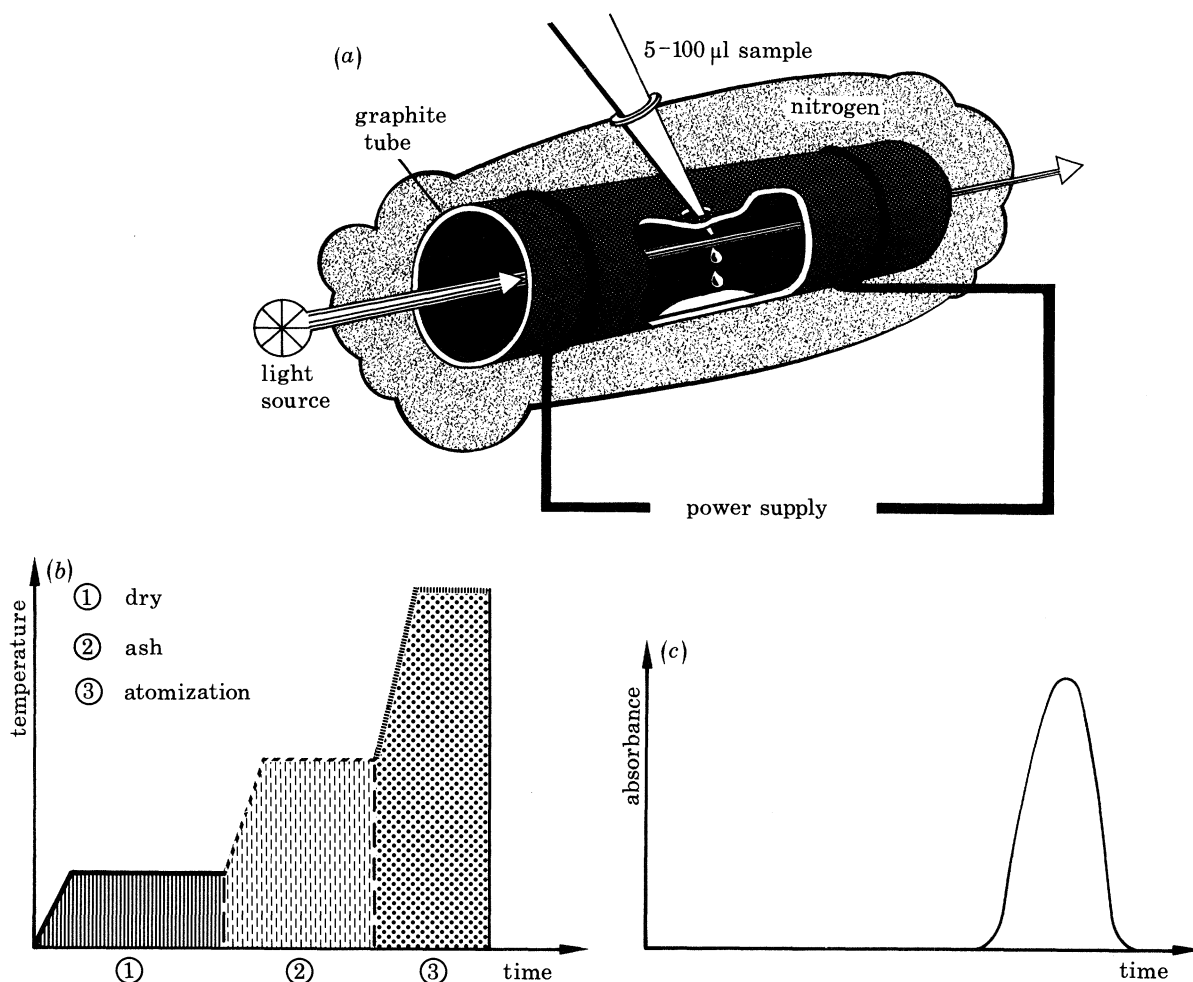 (a)
5-100 μl sample
nitrogen
graphite
tube
light
source
power supply
(b)
① dry
② ash
③ atomization
temperature
① ② ③ time
(c)
absorbance
time